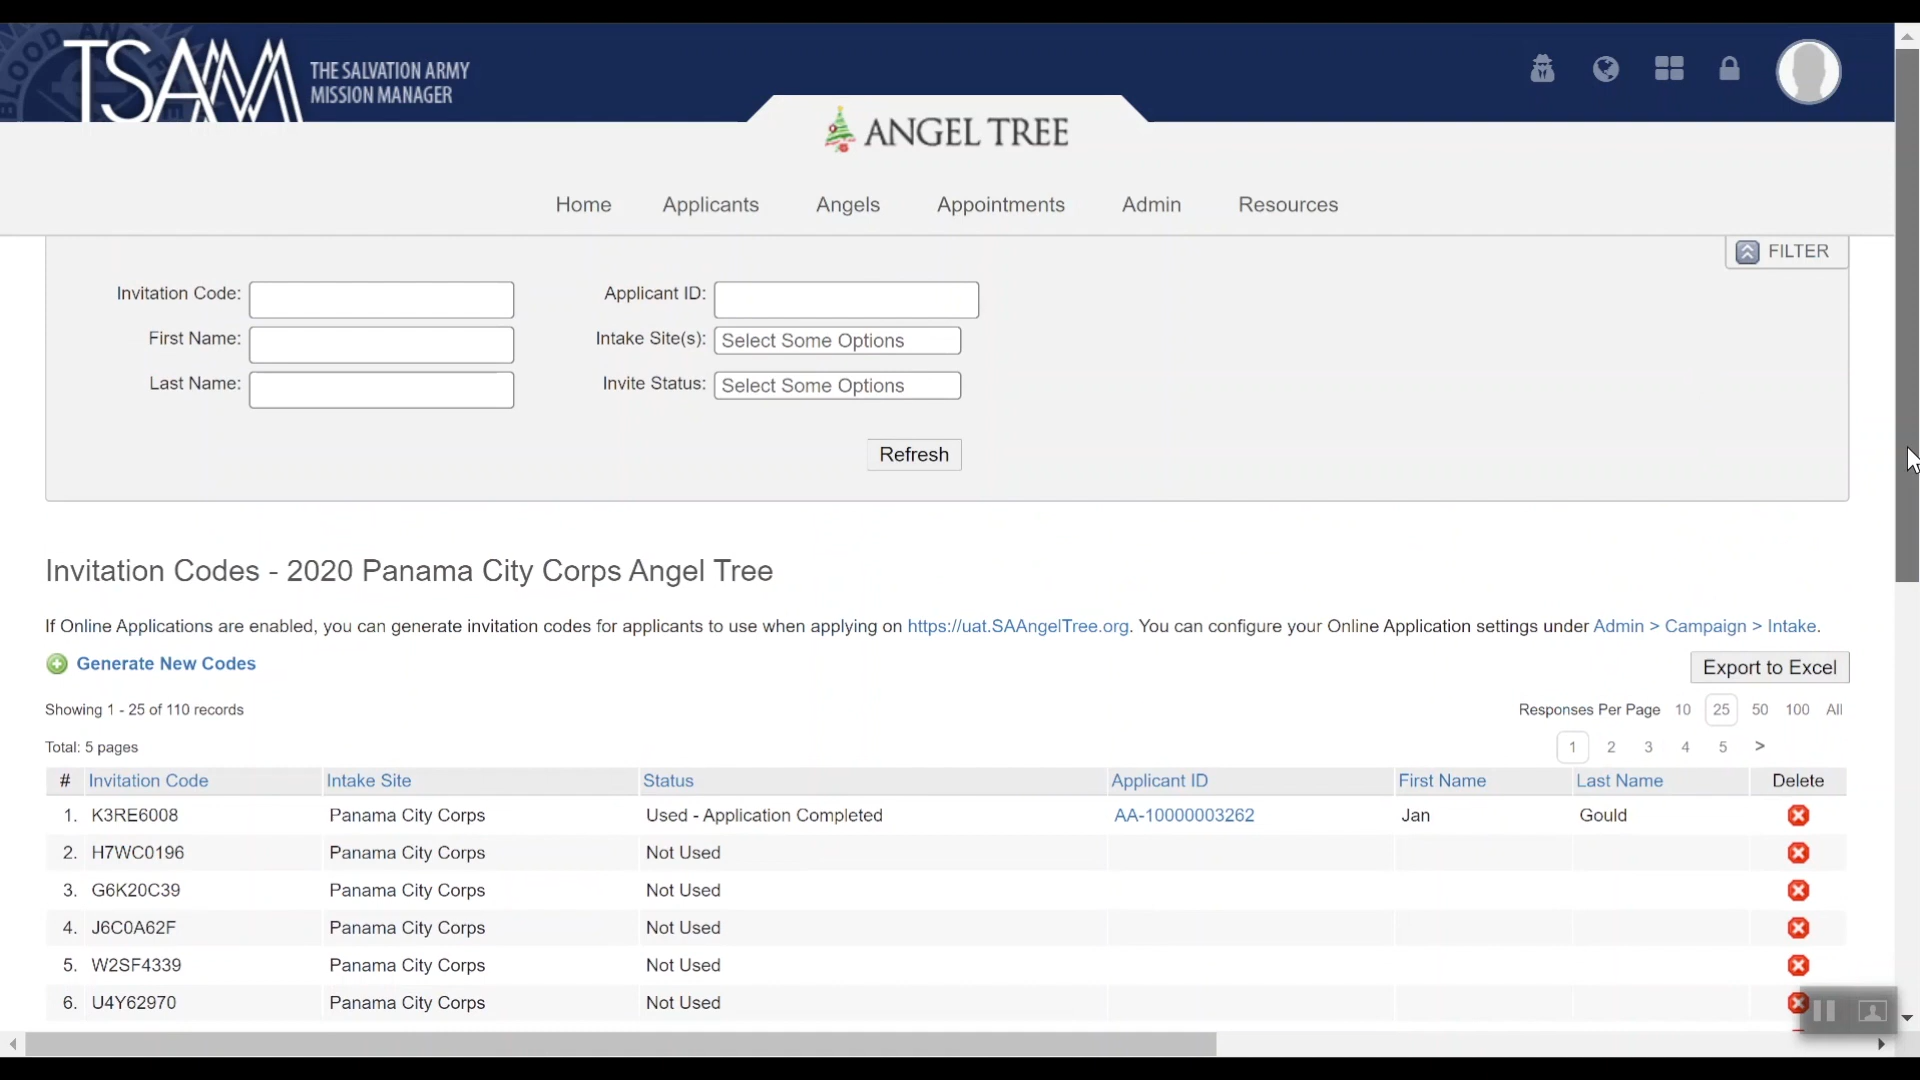 TSAMM THE SALVATION ARMY
MISSION MANAGER
ANGEL TREE
Home Applicants Angels Appointments Admin Resources
FILTER
Invitation Code: Applicant ID:
First Name: Intake Site(s): Select Some Options
Last Name: Invite Status: Select Some Options
Refresh
Invitation Codes - 2020 Panama City Corps Angel Tree
If Online Applications are enabled, you can generate invitation codes for applicants to use when applying on https://uat.SAAngelTree.org. You can configure your Online Application settings under Admin > Campaign > Intake.
Generate New Codes Export to Excel
Showing 1 - 25 of 110 records Responses Per Page 10 25 50 100 All
Total: 5 pages 1 2 3 4 5 >
# Invitation Code Intake Site Status Applicant ID First Name Last Name Delete
1. K3RE6008 Panama City Corps Used - Application Completed AA-10000003262 Jan Gould
2. H7WC0196 Panama City Corps Not Used
3. G6K20C39 Panama City Corps Not Used
4. J6C0A62F Panama City Corps Not Used
5. W2SF4339 Panama City Corps Not Used
6. U4Y62970 Panama City Corps Not Used